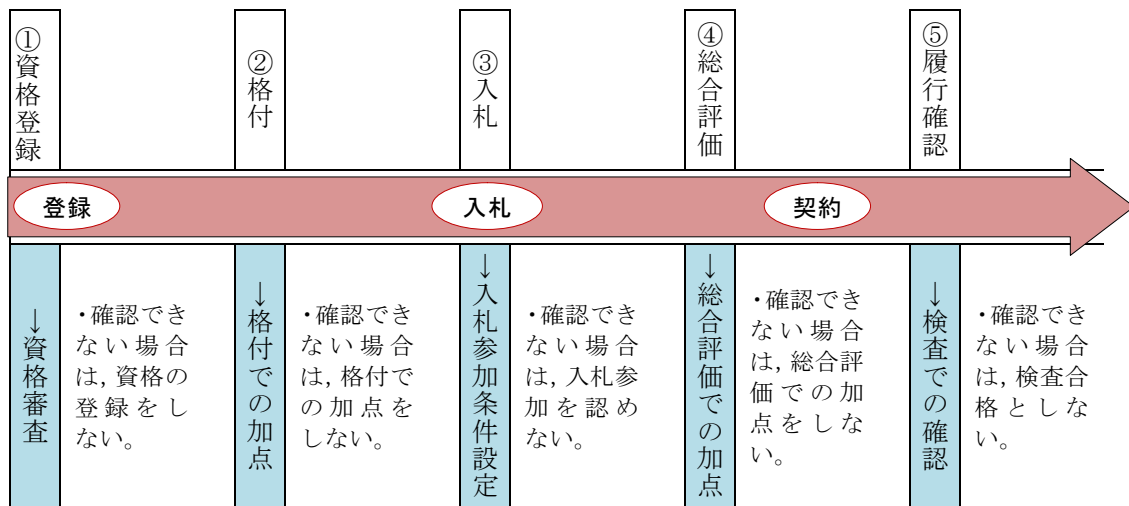 ①資格登録
②格付
③入札
④総合評価
⑤履行確認
登録
入札
契約
→資格審査
・確認でき
ない場合
は,資格の
登録をし
ない。
→格付での加点
・確認でき
ない場合
は,格付で
の加点を
しない。
→入札参加条件設定
・確認でき
ない場合
は,入札参
加を認め
ない。
→総合評価での加点
・確認でき
ない場合
は,総合評
価での加
点をしな
い。
→検査での確認
・確認でき
ない場合
は,検査合
格としな
い。